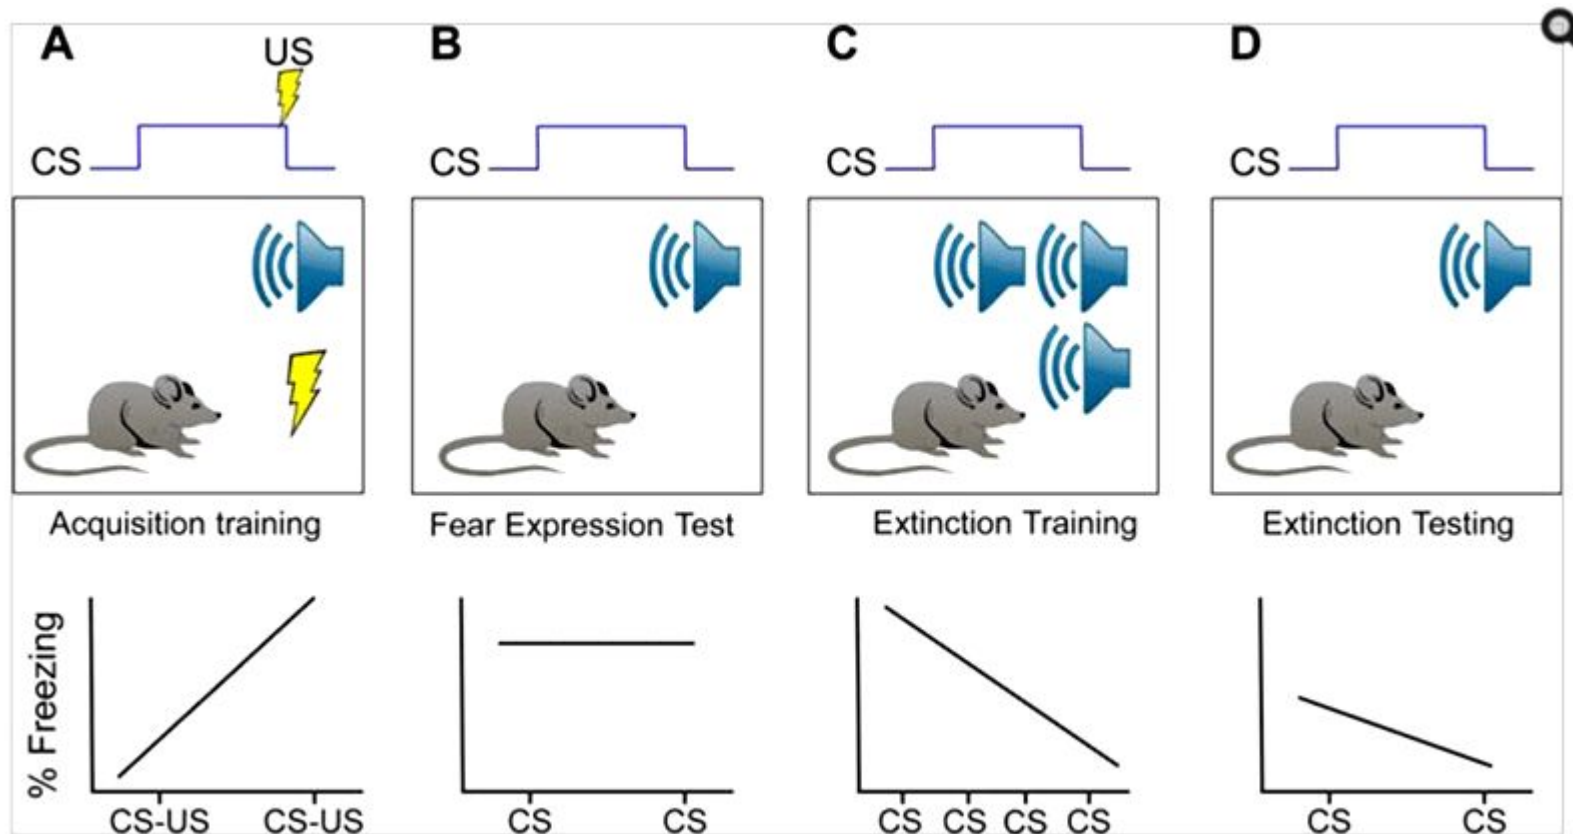 A
US
CS
Acquisition training
% Freezing
CS-US CS-US
B
CS
Fear Expression Test
CS CS
C
CS
Extinction Training
CS CS CS CS
D
CS
Extinction Testing
CS CS